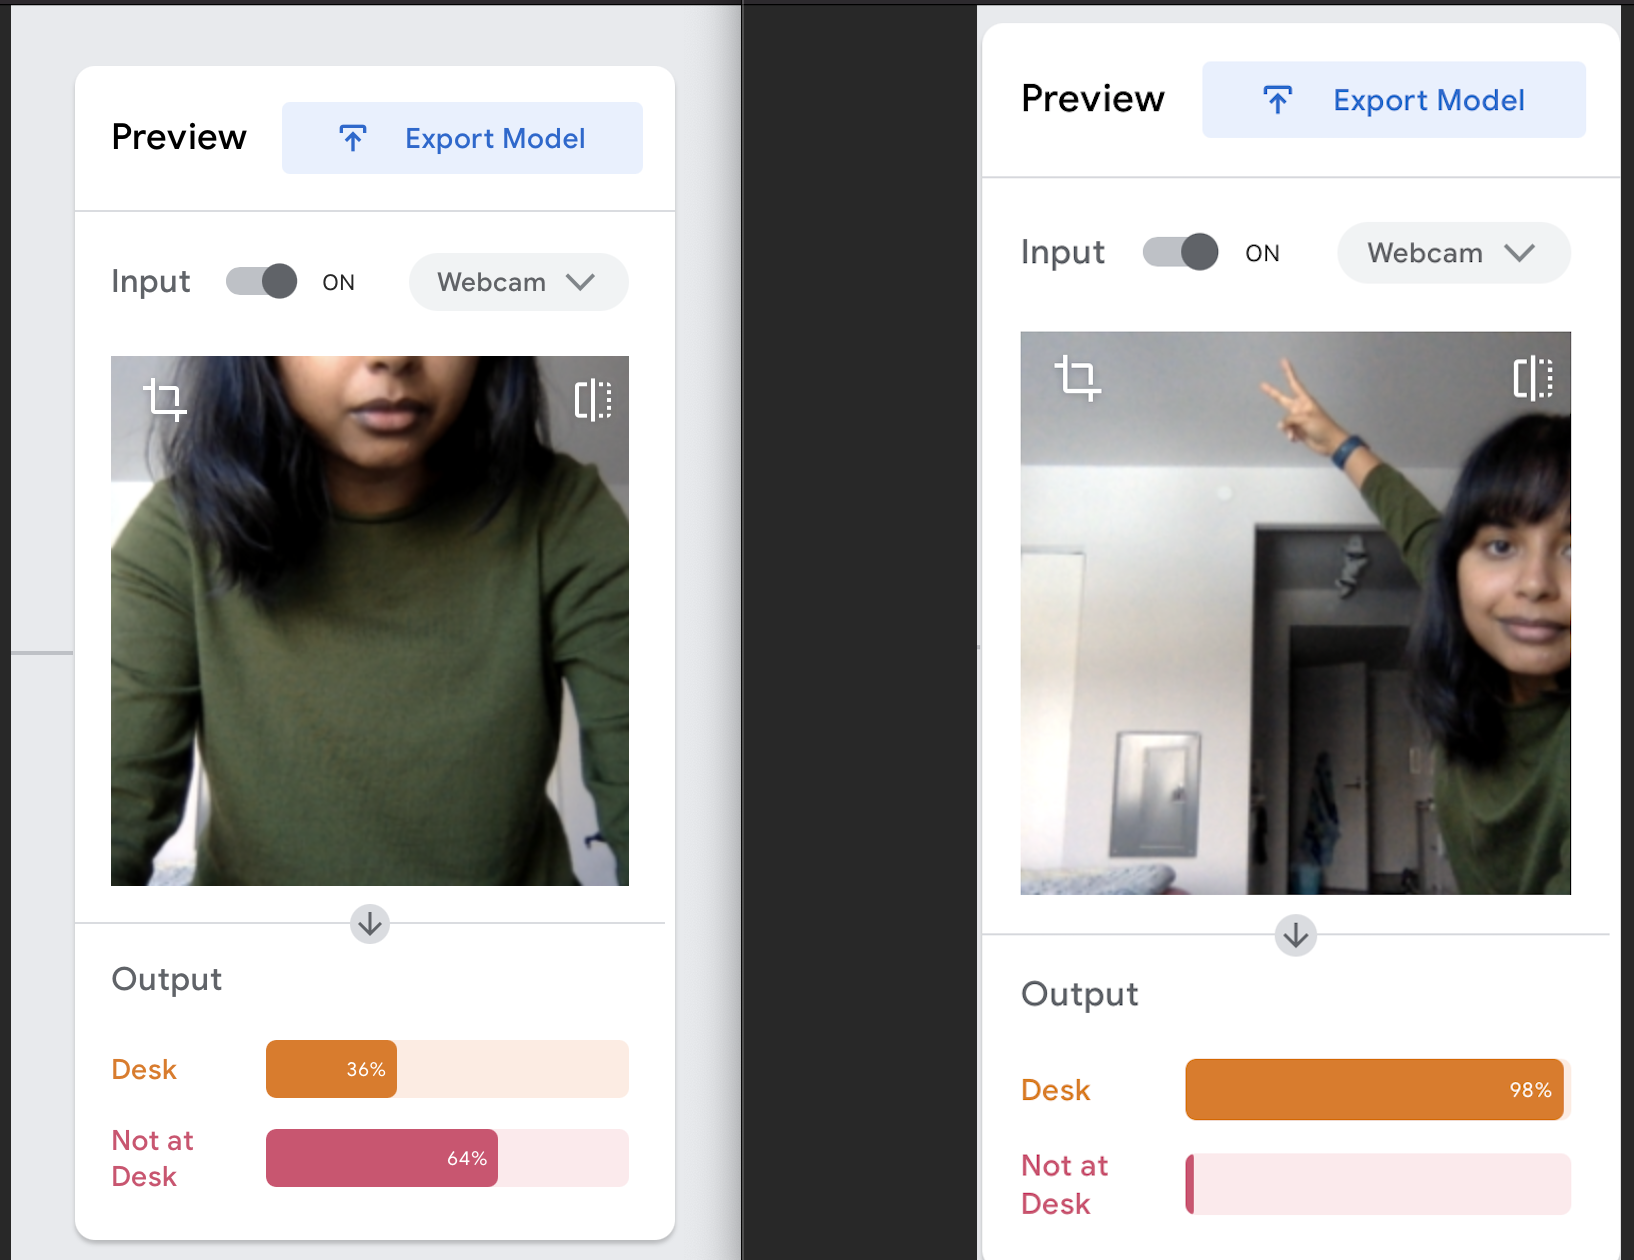 Preview
Export Model
Input
ON
Webcam
Output
Desk
36%
Not at
Desk
64%
Preview
Export Model
Input
ON
Webcam
Output
Desk
98%
Not at
Desk